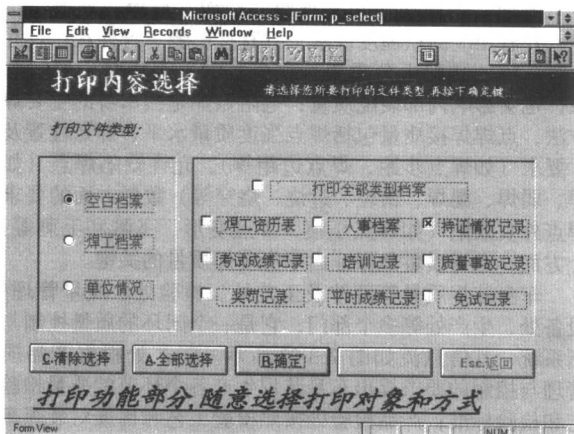 Microsoft Access - [Form: p_select]
File Edit View Records Window Help
打印内容选择
请选择您所要打印的文件类型,再按下确定键
打印文件类型:
空白档案
焊工档案
单位情况
打印全部类型档案
焊工资历表 人事档案 持证情况记录
考试成绩记录 培训记录 质量事故记录
奖罚记录 平时成绩记录 免试记录
C.清除选择 A.全部选择 B.确定 Esc.返回
打印功能部分,随意选择打印对象和方式
Form View NUM